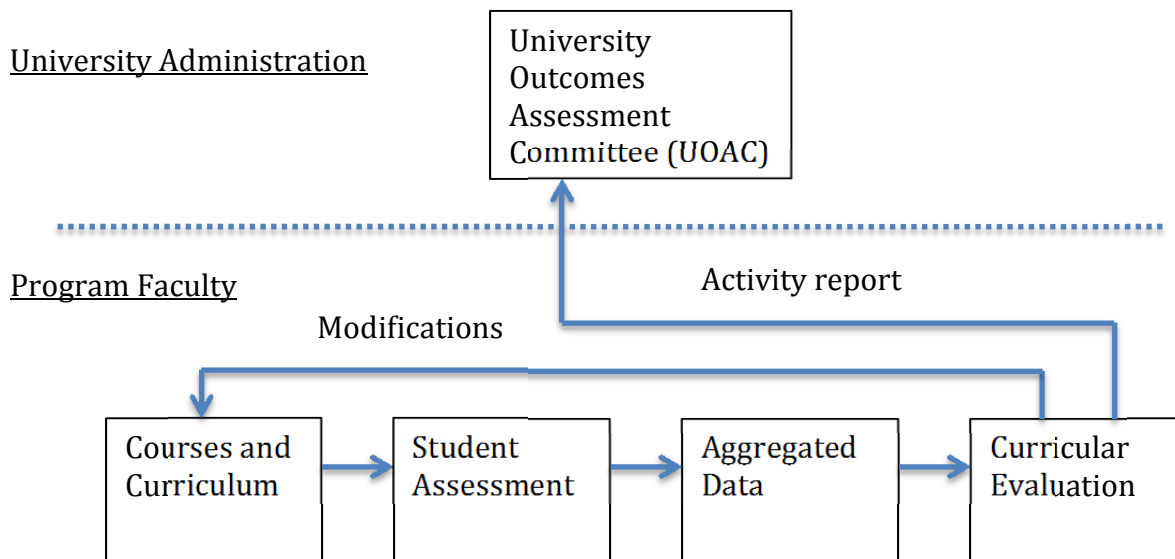 University Administration
University
Outcomes
Assessment
Committee (UOAC)
Program Faculty
Activity report
Modifications
Courses and
Curriculum
Student
Assessment
Aggregated
Data
Curricular
Evaluation